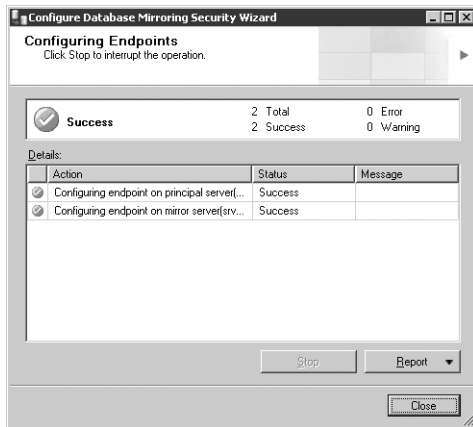 Configure Database Mirroring Security Wizard
Configuring Endpoints
Click Stop to interrupt the operation.
Success
2 Total
0 Error
2 Success
0 Warning
Details:
Action Status Message
Configuring endpoint on principal server(... Success
Configuring endpoint on mirror server(srv... Success
Stop
Report
Close